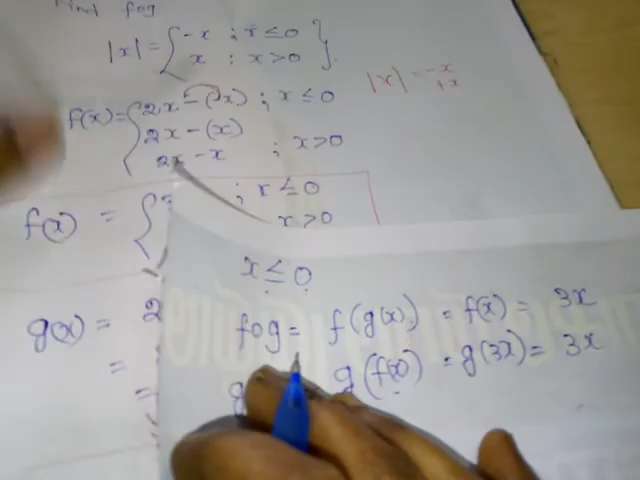 Find fog
|x| = { -x ; x ≤ 0
x ; x > 0 }.
|x| = -x
+x
f(x) = { 2x - (-x) ; x ≤ 0
2x - (x)
2x - x ; x > 0
f(x) = { ; x ≤ 0
x > 0
x ≤ 0
g(x) = 2
fog = f(g(x)) = f(x) = 3x
= g(f(x)) = g(3x) = 3x
=